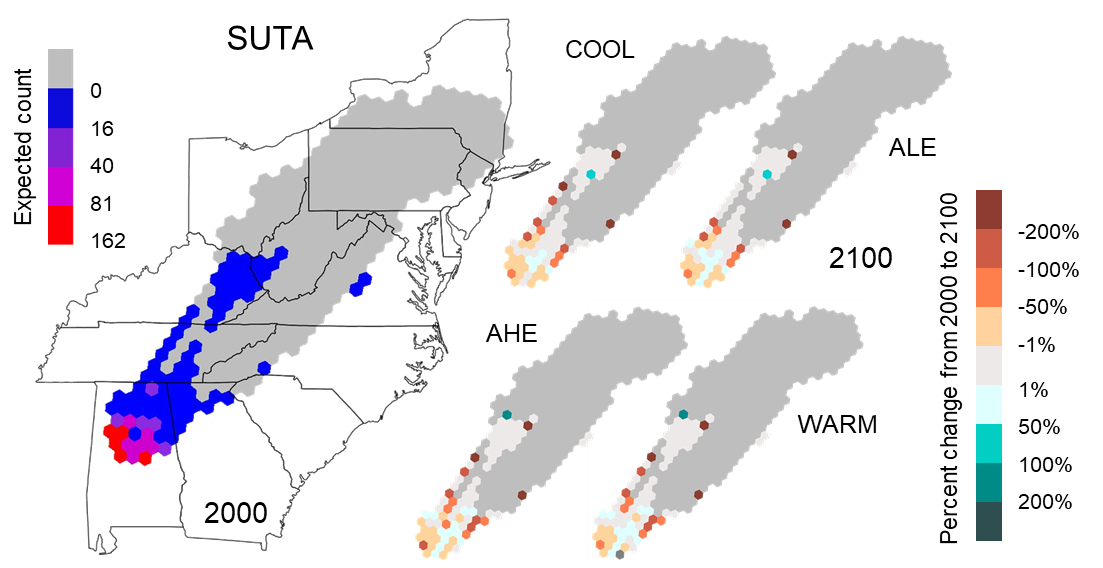 SUTA
Expected count
0
16
40
81
162
2000
COOL
ALE
2100
AHE
WARM
Percent change from 2000 to 2100
-200%
-100%
-50%
-1%
1%
50%
100%
200%